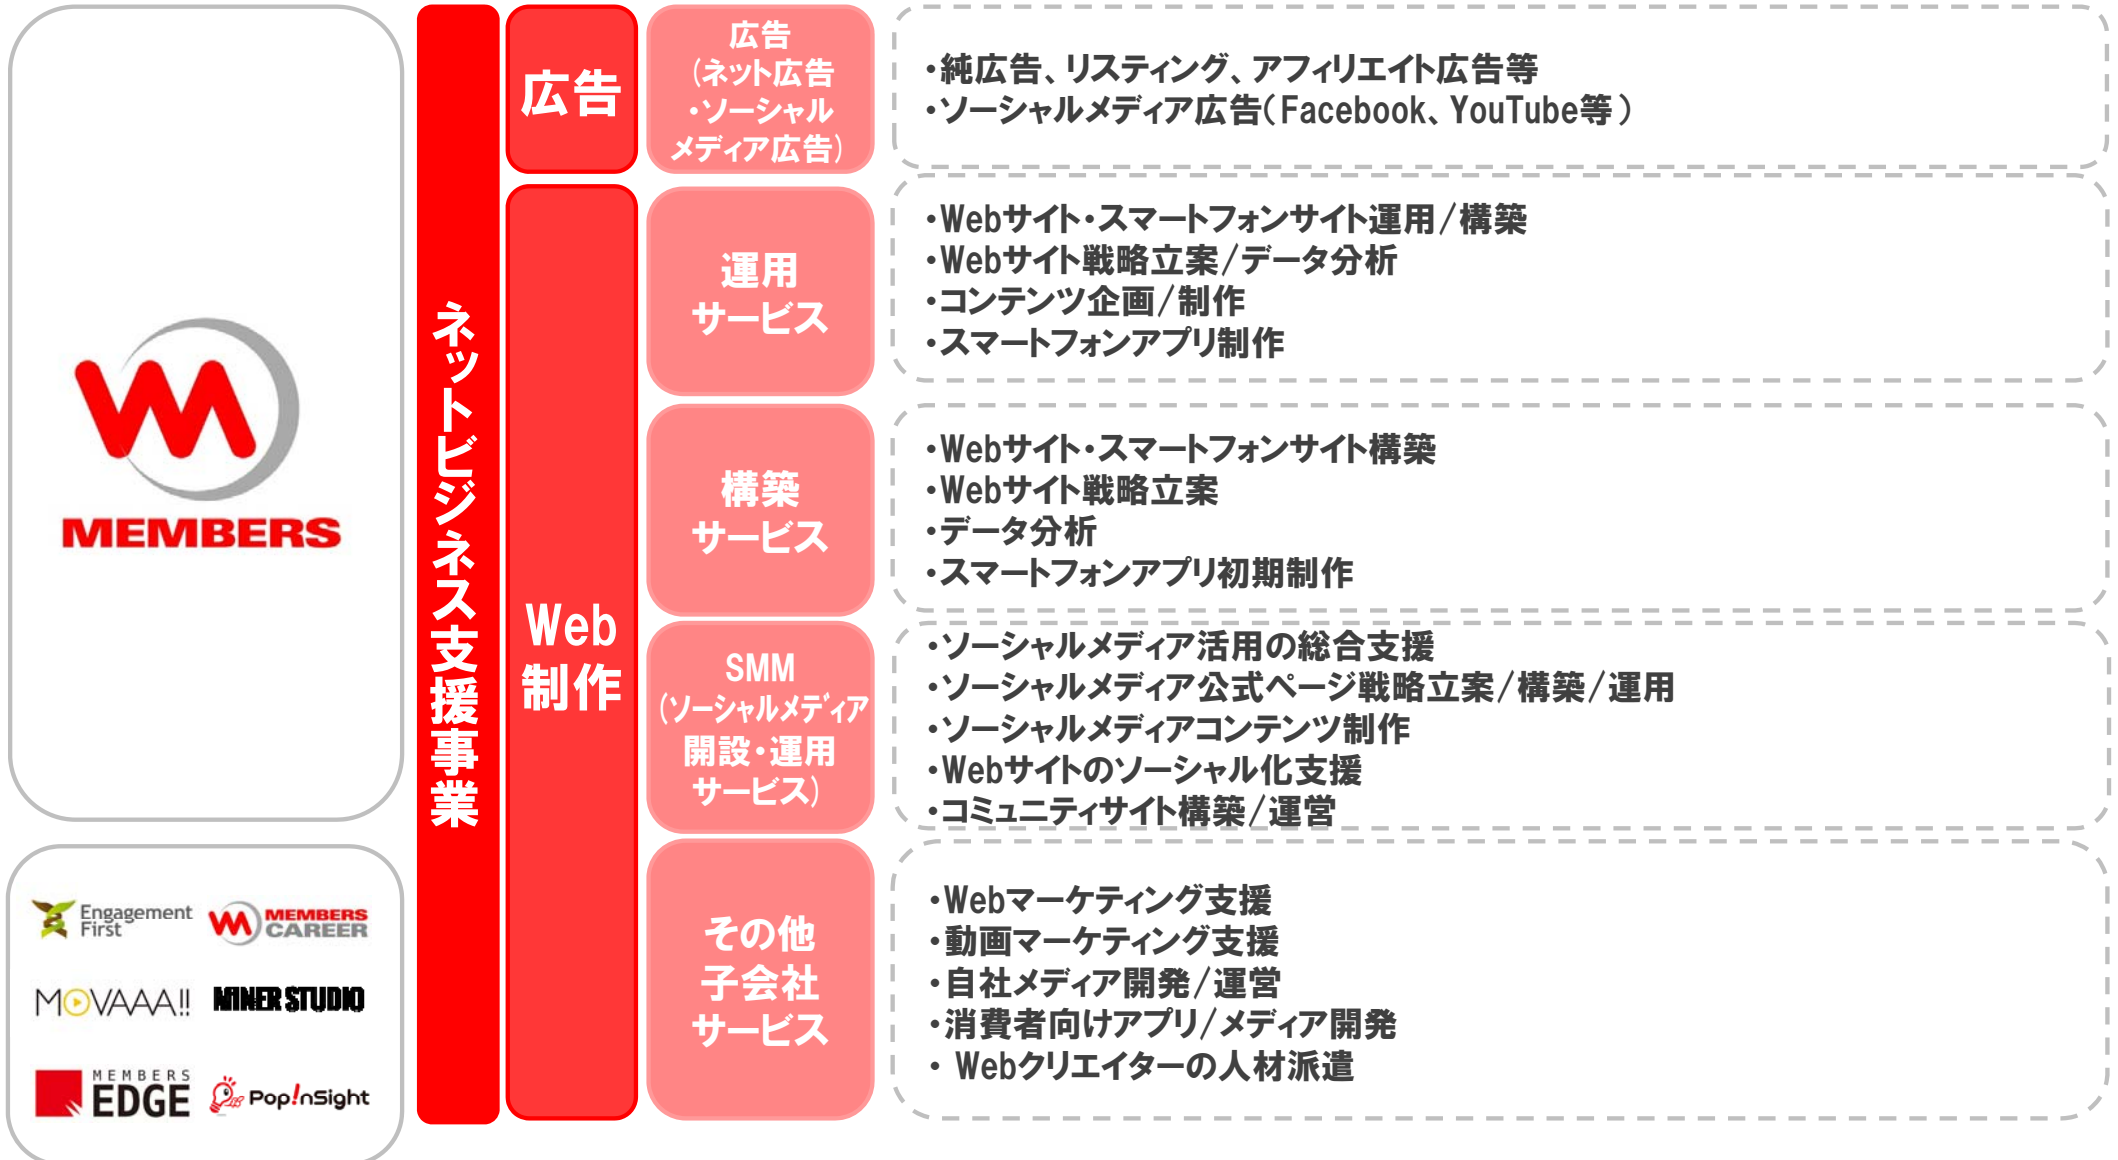 MEMBERS
Engagement
First
MEMBERS
CAREER
MOVAAA!!
MINER STUDIO
MEMBERS
EDGE
Pop!nSight
ネットビジネス支援事業
広告
広告
(ネット広告
・ソーシャル
メディア広告)
・純広告、リスティング、アフィリエイト広告等
・ソーシャルメディア広告(Facebook、YouTube等)
Web
制作
運用
サービス
・Webサイト・スマートフォンサイト運用/構築
・Webサイト戦略立案/データ分析
・コンテンツ企画/制作
・スマートフォンアプリ制作
構築
サービス
・Webサイト・スマートフォンサイト構築
・Webサイト戦略立案
・データ分析
・スマートフォンアプリ初期制作
SMM
(ソーシャルメディア
開設・運用
サービス)
・ソーシャルメディア活用の総合支援
・ソーシャルメディア公式ページ戦略立案/構築/運用
・ソーシャルメディアコンテンツ制作
・Webサイトのソーシャル化支援
・コミュニティサイト構築/運営
その他
子会社
サービス
・Webマーケティング支援
・動画マーケティング支援
・自社メディア開発/運営
・消費者向けアプリ/メディア開発
・ Webクリエイターの人材派遣